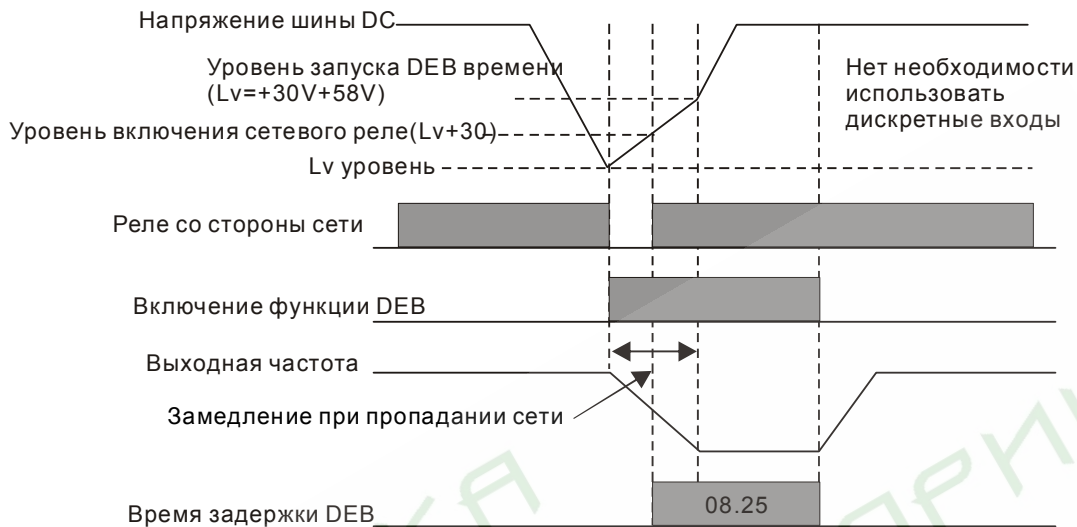 Напряжение шины DC
Уровень запуска DEB времени
(Lv=+30V+58V)
Нет необходимости
использовать
дискретные входы
Уровень включения сетевого реле(Lv+30)
Lv уровень
Реле со стороны сети
Включение функции DEB
Выходная частота
Замедление при пропадании сети
Время задержки DEB
08.25